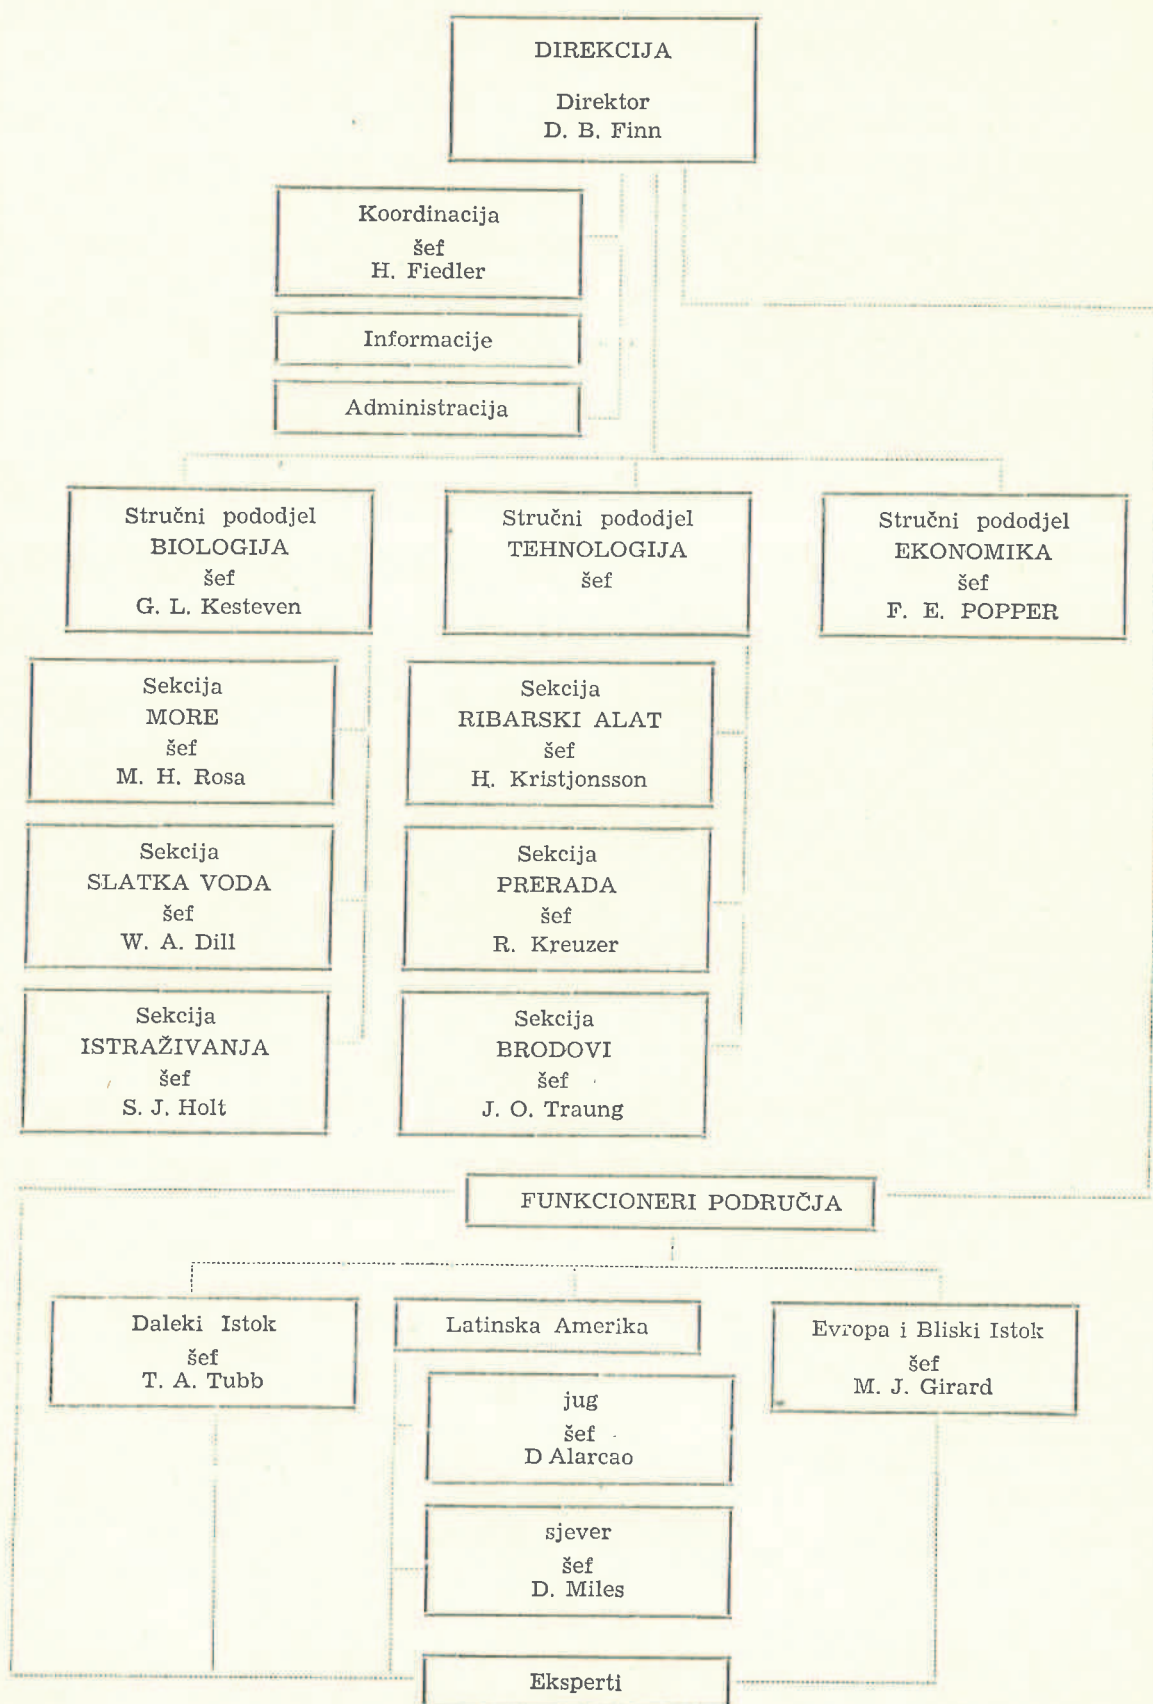 DIREKCIJA
Direktor
D. B. Finn
Koordinacija
šef
H. Fiedler
Informacije
Administracija
Stručni pododjel
BIOLOGIJA
šef
G. L. Kesteven
Stručni pododjel
TEHNOLOGIJA
šef
Stručni pododjel
EKONOMIKA
šef
F. E. POPPER
Sekcija
MORE
šef
M. H. Rosa
Sekcija
RIBARSKI ALAT
šef
H. Kristjonsson
Sekcija
SLATKA VODA
šef
W. A. Dill
Sekcija
PRERADA
šef
R. Kreuzer
Sekcija
ISTRAŽIVANJA
šef
S. J. Holt
Sekcija
BRODOVI
šef
J. O. Traung
FUNKCIONERI PODRUČJA
Daleki Istok
šef
T. A. Tubb
Latinska Amerika
Evropa i Bliski Istok
šef
M. J. Girard
jug
šef
D Alarcao
sjever
šef
D. Miles
Eksperti